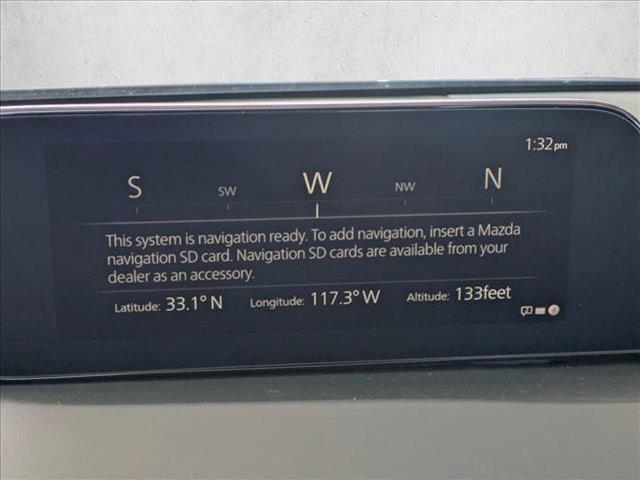 1:32pm
S SW W NW N
This system is navigation ready. To add navigation, insert a Mazda
navigation SD card. Navigation SD cards are available from your
dealer as an accessory.
Latitude: 33.1° N Longitude: 117.3° W Altitude: 133feet